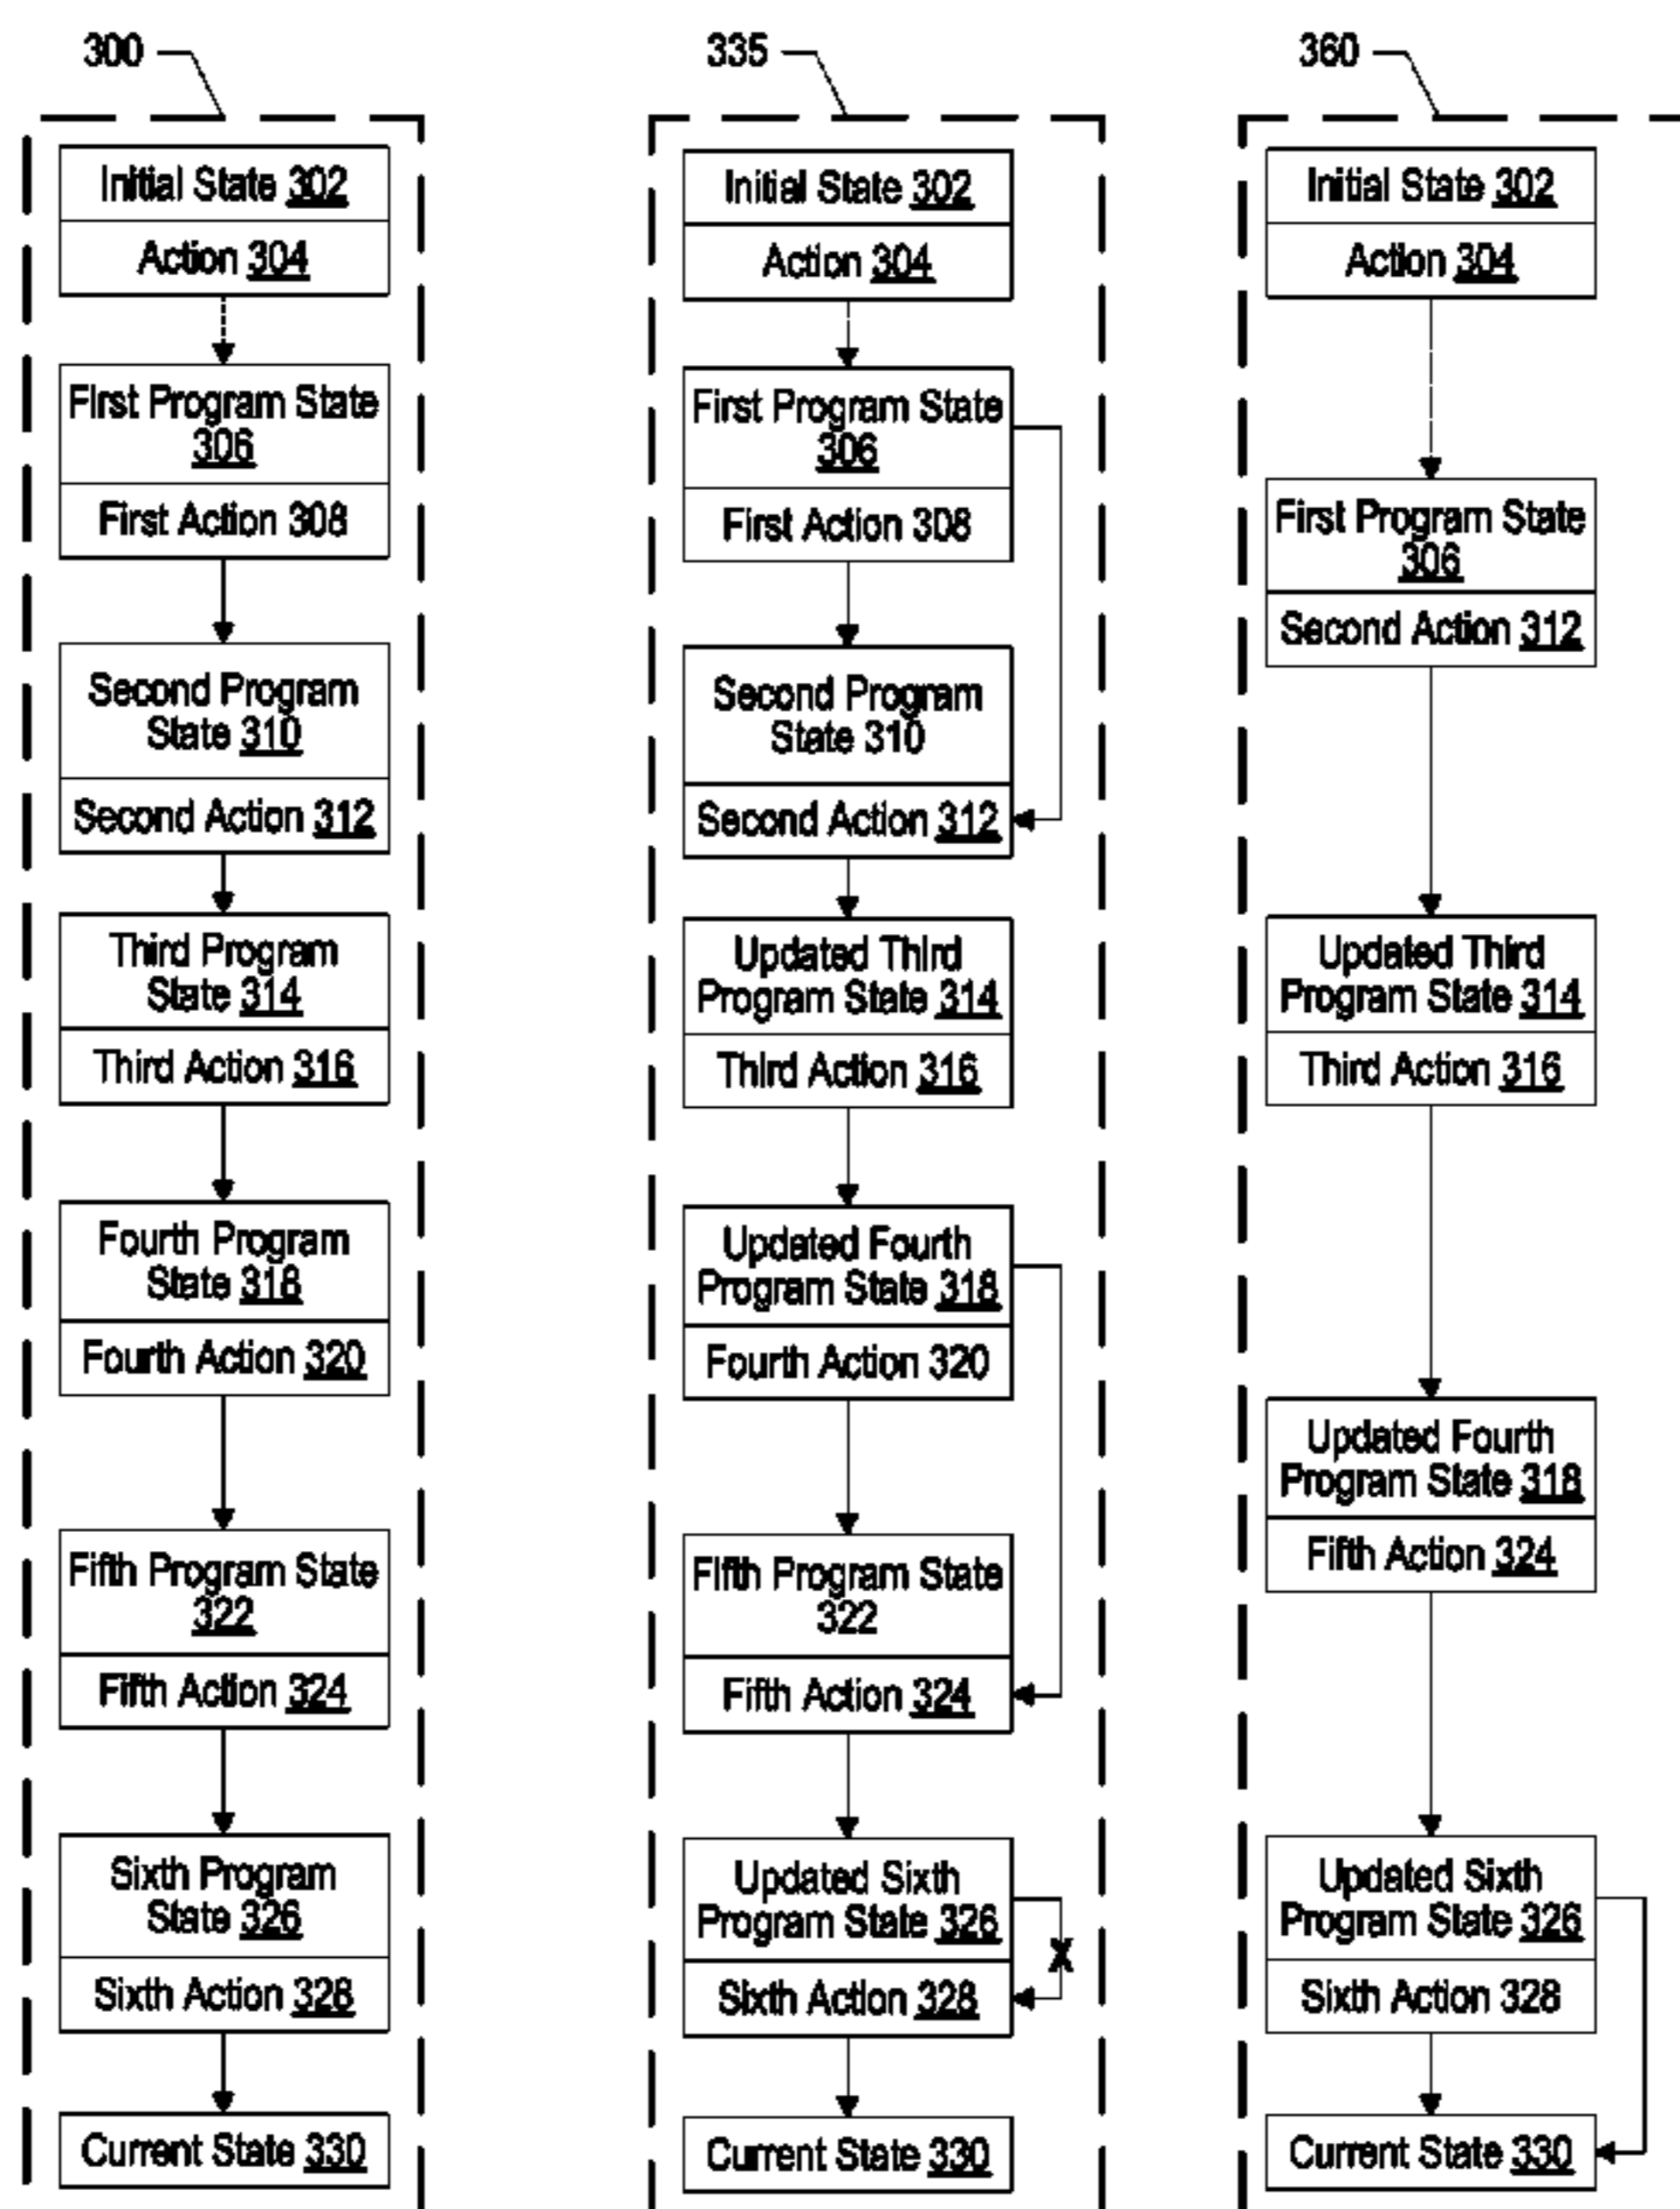 300
Initial State 302
Action 304
First Program State
306
First Action 308
Second Program
State 310
Second Action 312
Third Program
State 314
Third Action 316
Fourth Program
State 318
Fourth Action 320
Fifth Program State
322
Fifth Action 324
Sixth Program
State 326
Sixth Action 328
Current State 330
335
Initial State 302
Action 304
First Program State
306
First Action 308
Second Program
State 310
Second Action 312
Updated Third
Program State 314
Third Action 316
Updated Fourth
Program State 318
Fourth Action 320
Fifth Program State
322
Fifth Action 324
Updated Sixth
Program State 326
X
Sixth Action 328
Current State 330
360
Initial State 302
Action 304
First Program State
306
Second Action 312
Updated Third
Program State 314
Third Action 316
Updated Fourth
Program State 318
Fifth Action 324
Updated Sixth
Program State 326
Sixth Action 328
Current State 330